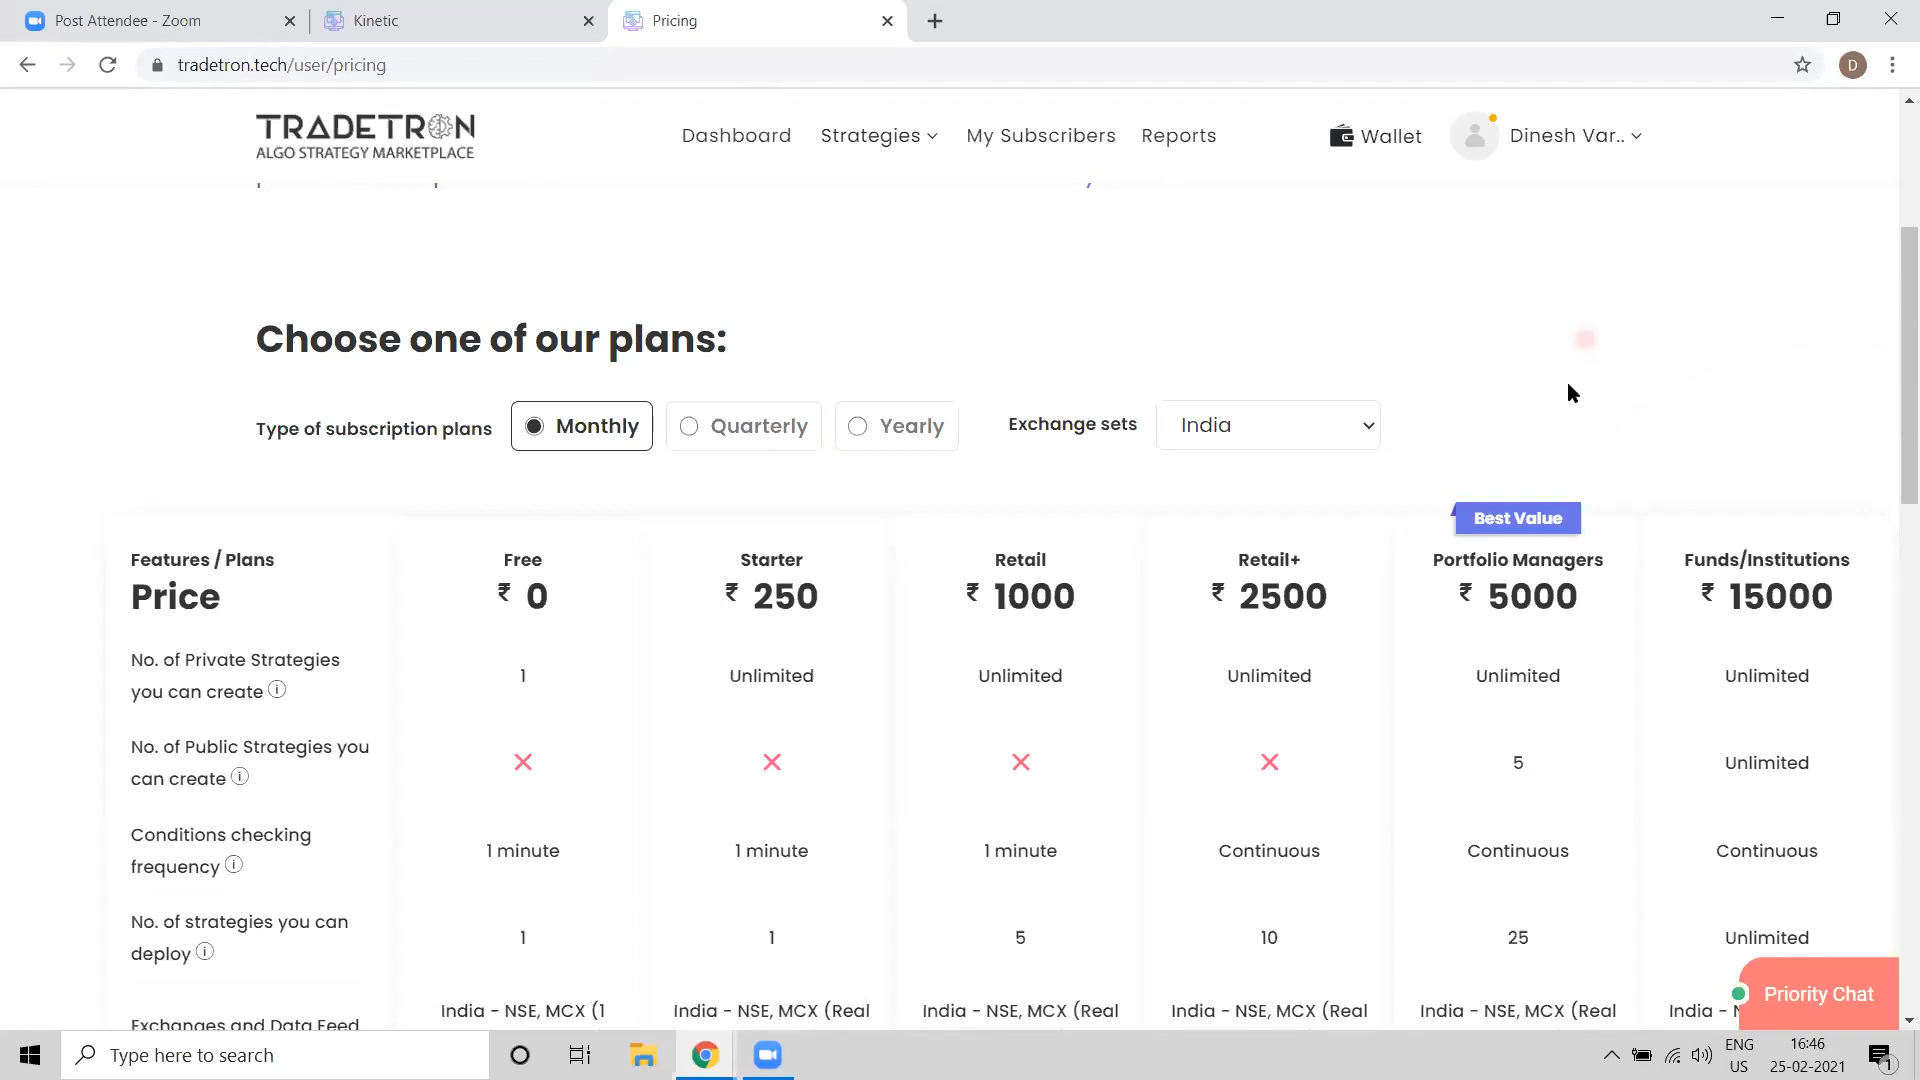 Post Attendee - Zoom
Kinetic
Pricing
tradetron.tech/user/pricing
D
TRADETRON
ALGO STRATEGY MARKETPLACE
Dashboard
Strategies
My Subscribers
Reports
Wallet
Dinesh Var..
Choose one of our plans:
Type of subscription plans
Monthly
Quarterly
Yearly
Exchange sets
India
Best Value
Features / Plans
Free
Starter
Retail
Retail+
Portfolio Managers
Funds/Institutions
Price
₹ 0
₹ 250
₹ 1000
₹ 2500
₹ 5000
₹ 15000
No. of Private Strategies
you can create
1
Unlimited
Unlimited
Unlimited
Unlimited
Unlimited
No. of Public Strategies you
can create
5
Unlimited
Conditions checking
frequency
1 minute
1 minute
1 minute
Continuous
Continuous
Continuous
No. of strategies you can
deploy
1
1
5
10
25
Unlimited
Exchanges and Data Feed
India - NSE, MCX (1
India - NSE, MCX (Real
India - NSE, MCX (Real
India - NSE, MCX (Real
India - NSE, MCX (Real
India -
Priority Chat
Type here to search
ENG
US
16:46
25-02-2021
1